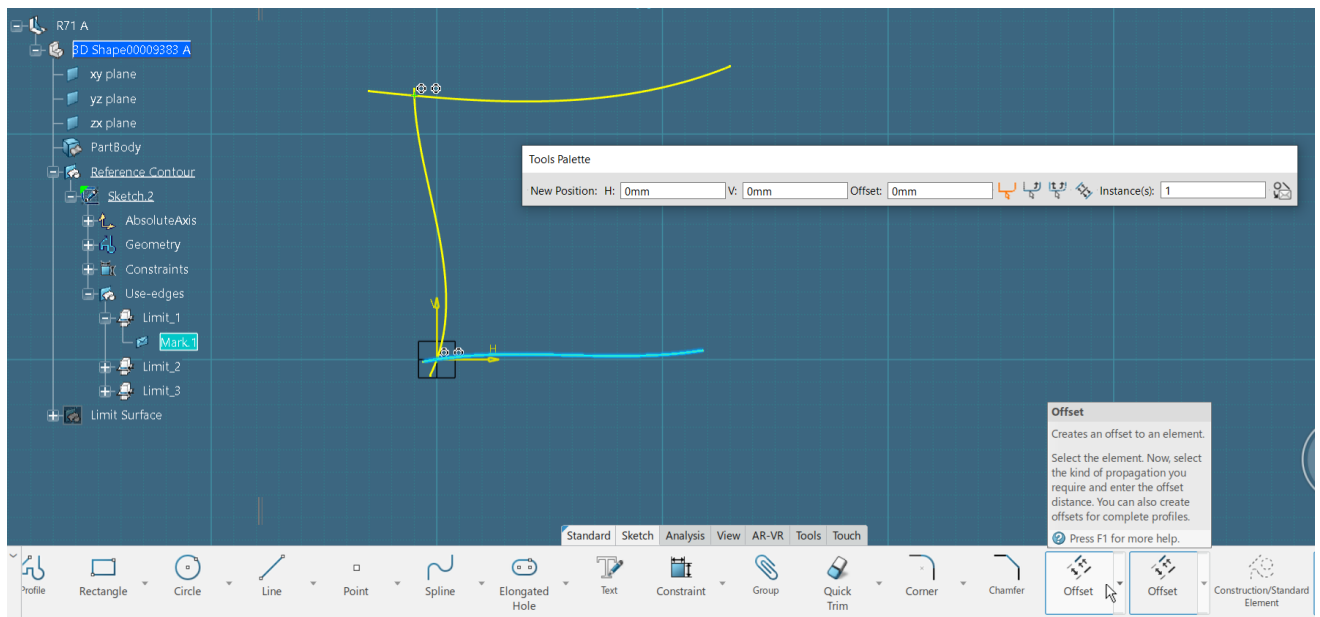 R71 A
3D Shape00009383 A
xy plane
yz plane
zx plane
PartBody
Reference Contour
Sketch.2
AbsoluteAxis
Geometry
Constraints
Use-edges
Limit_1
Mark.1
Limit_2
Limit_3
Limit Surface
V
H
Tools Palette
New Position: H: 0mm V: 0mm Offset: 0mm Instance(s): 1
Offset
Creates an offset to an element.
Select the element. Now, select
the kind of propagation you
require and enter the offset
distance. You can also create
offsets for complete profiles.
Press F1 for more help.
Standard Sketch Analysis View AR-VR Tools Touch
Profile Rectangle Circle Line Point Spline Elongated Hole Text Constraint Group Quick Trim Corner Chamfer Offset Offset Construction/Standard Element